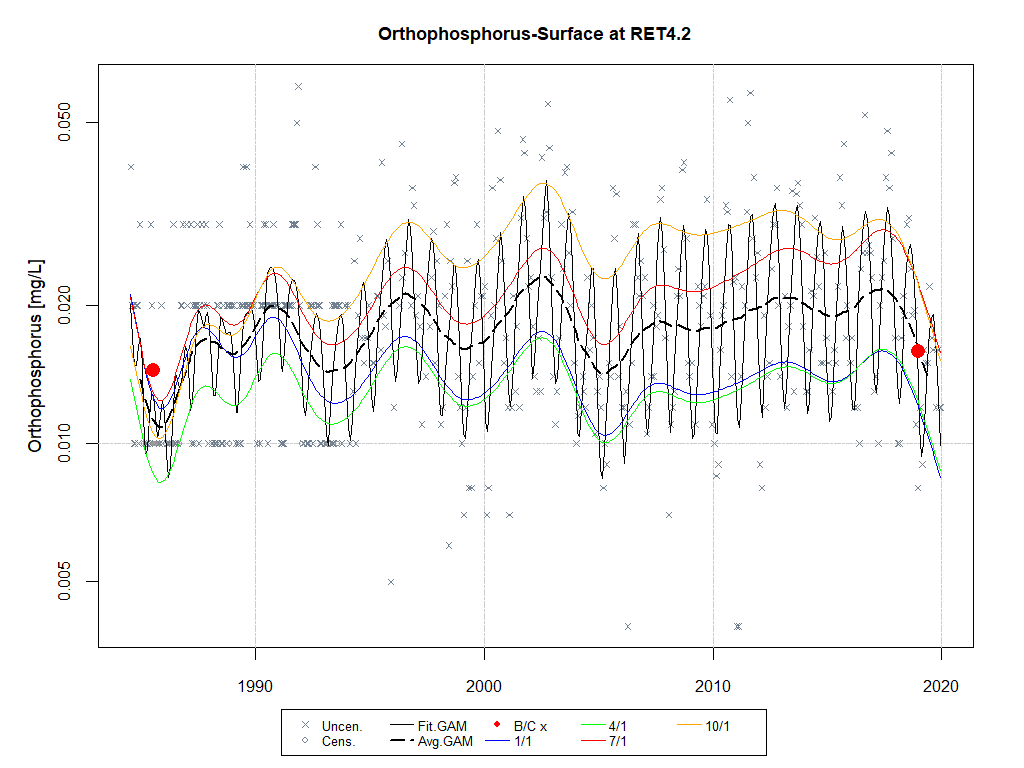 Orthophosphorus-Surface at RET4.2
Orthophosphorus [mg/L]
0.050
0.020
0.010
0.005
1990 2000 2010 2020
Uncen. Fit.GAM B/C x 4/1 10/1
Cens. Avg.GAM 1/1 7/1